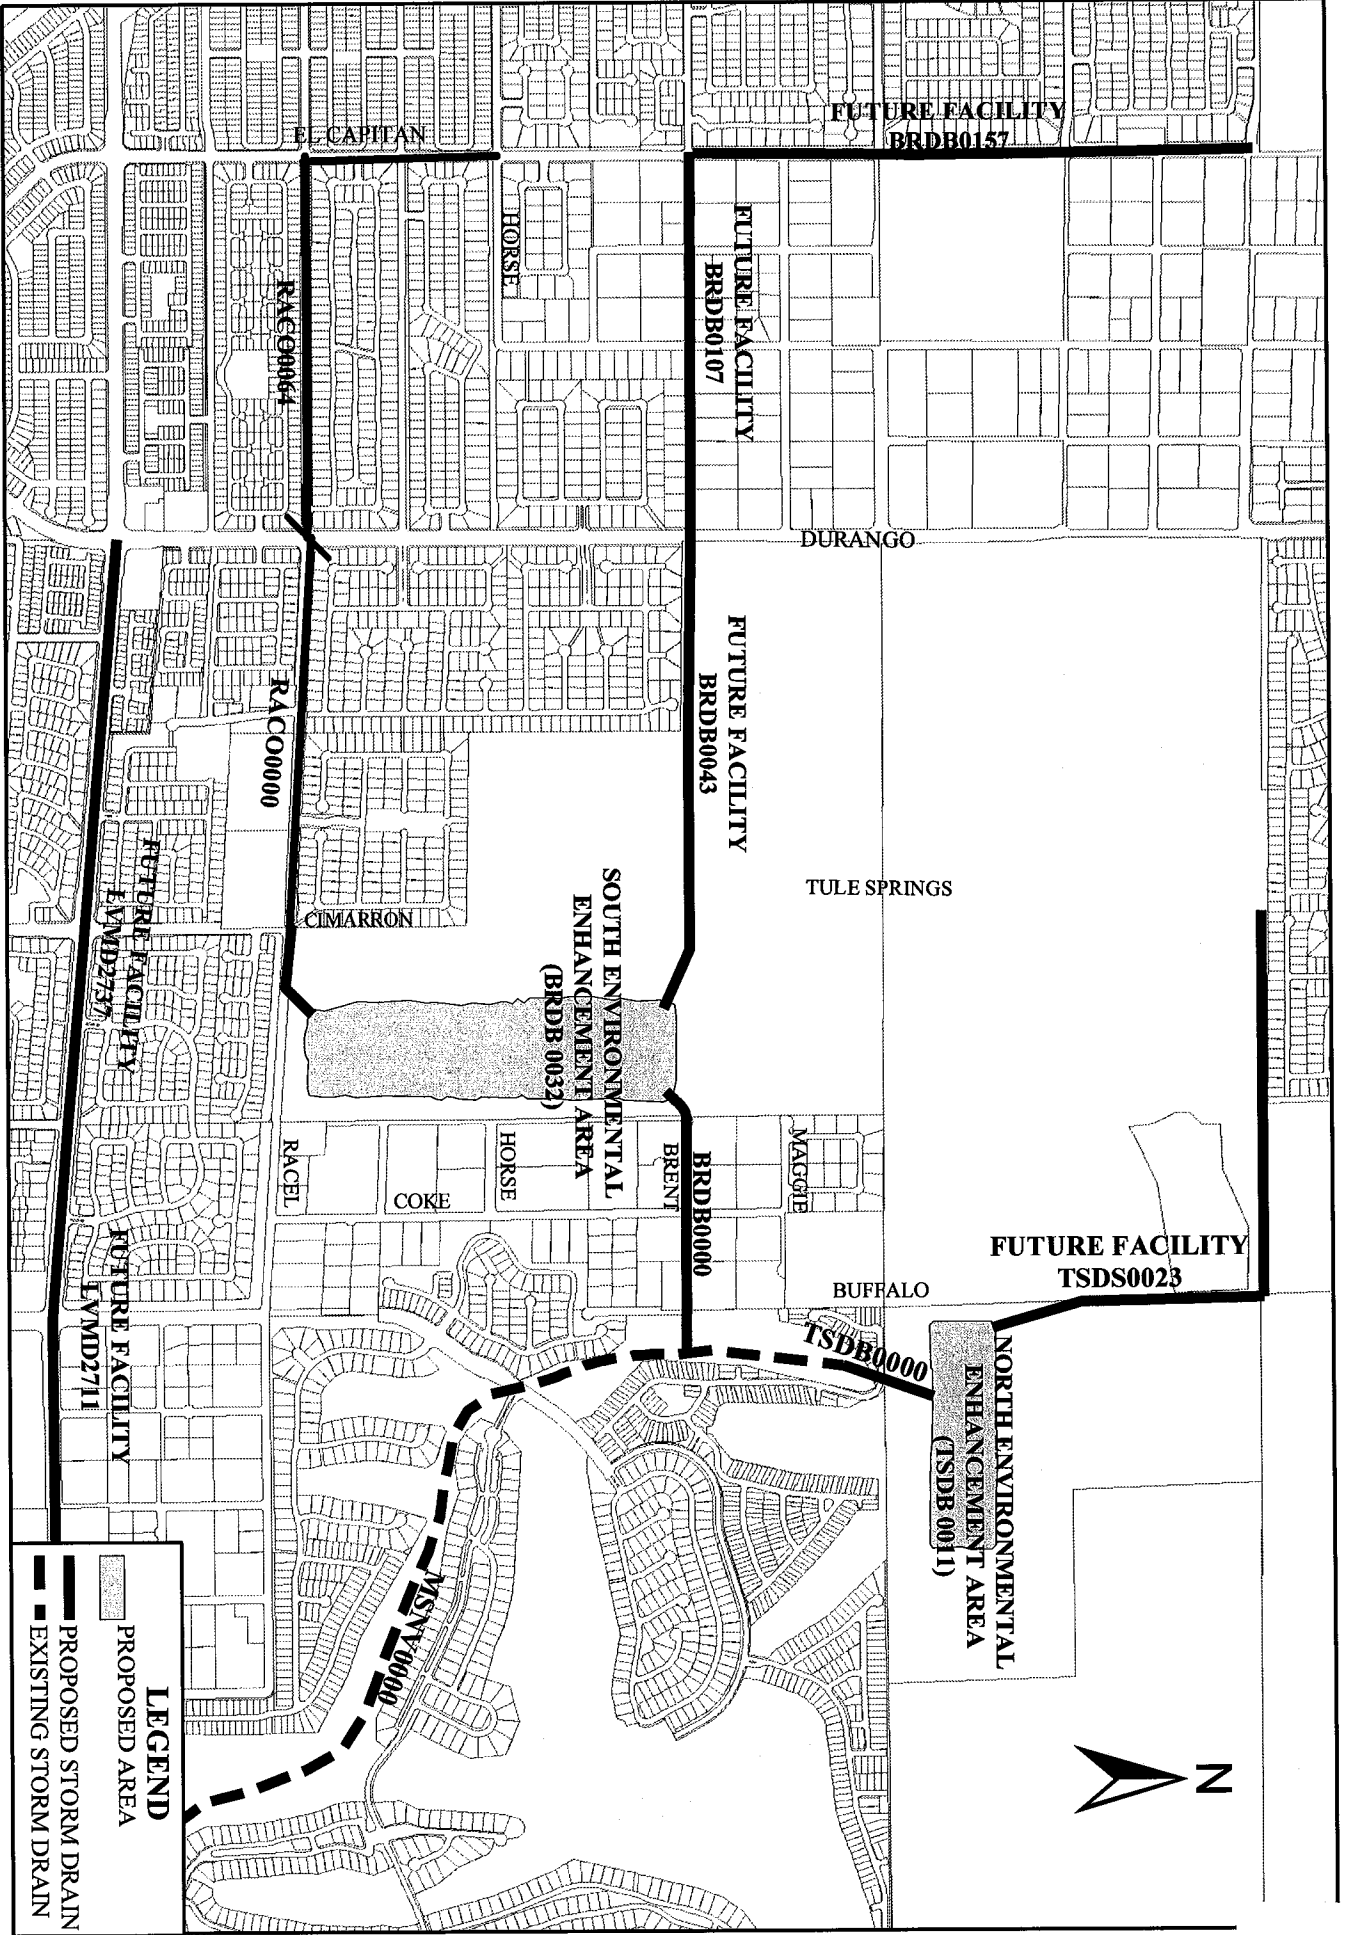 FUTURE FACILITY
BRDB0157
EL CAPITAN
HORSE
FUTURE FACILITY
BRDB0107
RACO0064
DURANGO
FUTURE FACILITY
BRDB0043
RACO0000
TULE SPRINGS
CIMARRON
FUTURE FACILITY
LVMD2737
SOUTH ENVIRONMENTAL
ENHANCEMENT AREA
(BRDB 0032)
RACEL
COKE
HORSE
BRENT
BRDB0000
MAGGIE
FUTURE FACILITY
TSDS0023
BUFFALO
FUTURE FACILITY
LVMD2711
TSDB0000
NORTH ENVIRONMENTAL
ENHANCEMENT AREA
(TSDB 0011)
MSNV0000
N
LEGEND
PROPOSED AREA
PROPOSED STORM DRAIN
EXISTING STORM DRAIN